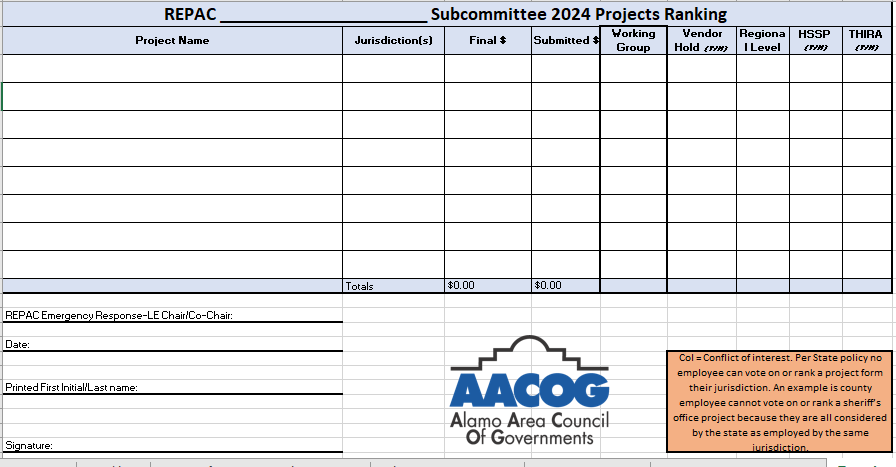 REPAC ______________________ Subcommittee 2024 Projects Ranking
Project Name Jurisdiction(s) Final $ Submitted $ Working Group Vendor Hold (Y/N) Regiona l Level HSSP (Y/N) THIRA (Y/N)
Totals $0.00 $0.00
REPAC Emergency Response-LE Chair/Co-Chair:
Date:
Printed First Initial/Last name:
Signature:
AACOG
Alamo Area Council
Of Governments
CoI = Conflict of interest. Per State policy no
employee can vote on or rank a project form
their jurisdiction. An example is county
employee cannot vote on or rank a sheriff's
office project because they are all considered
by the state as employed by the same
jurisdiction.